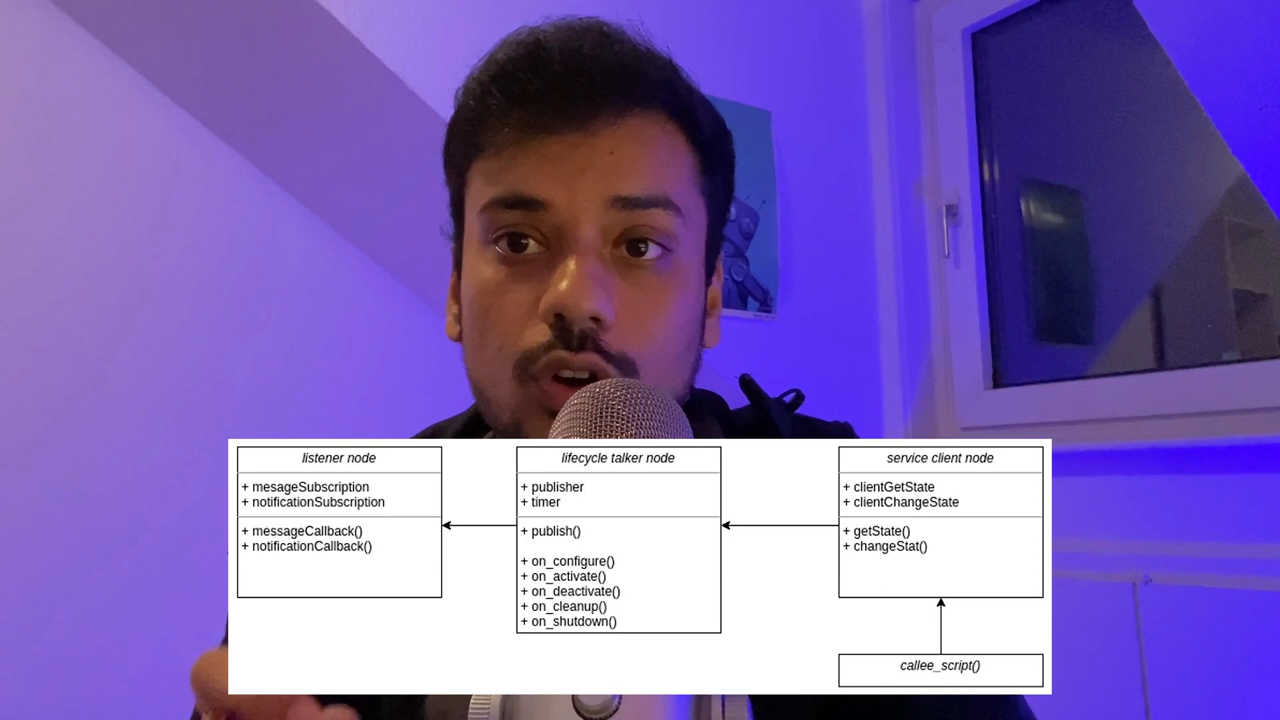 listener node
+ mesageSubscription
+ notificationSubscription
+ messageCallback()
+ notificationCallback()
lifecycle talker node
+ publisher
+ timer
+ publish()
+ on_configure()
+ on_activate()
+ on_deactivate()
+ on_cleanup()
+ on_shutdown()
service client node
+ clientGetState
+ clientChangeState
+ getState()
+ changeStat()
callee_script()